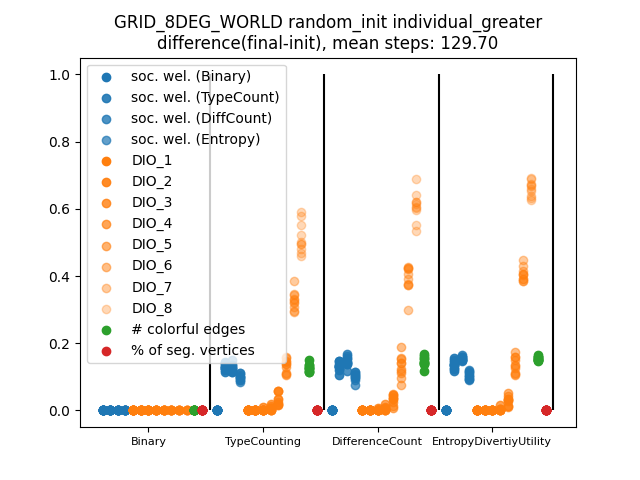 GRID_8DEG_WORLD random_init individual_greater
difference(final-init), mean steps: 129.70
1.0
0.8
0.6
0.4
0.2
0.0
soc. wel. (Binary)
soc. wel. (TypeCount)
soc. wel. (DiffCount)
soc. wel. (Entropy)
DIO_1
DIO_2
DIO_3
DIO_4
DIO_5
DIO_6
DIO_7
DIO_8
# colorful edges
% of seg. vertices
Binary
TypeCounting
DifferenceCount
EntropyDivertiyUtility